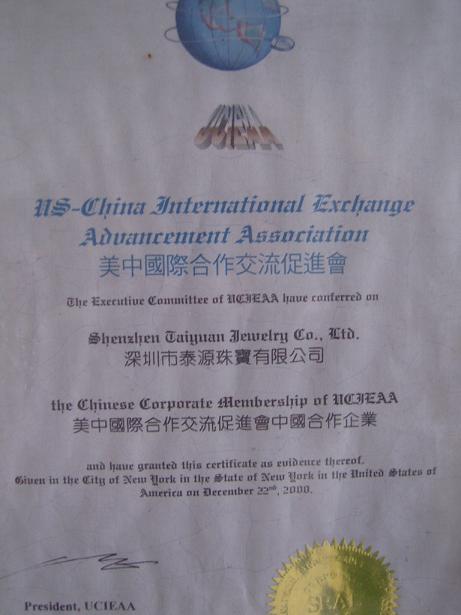 UCIEAA
US-China International Exchange
Advancement Association
美中國際合作交流促進會
The Executive Committee of UCIEAA have conferred on
Shenzhen Taiyuan Jewelry Co., Ltd.
深圳市泰源珠寶有限公司
the Chinese Corporate Membership of UCIEAA
美中國際合作交流促進會中國合作企業
and have granted this certificate as evidence thereof.
Given in the City of New York in the State of New York in the United States of
America on December 22nd, 2000.
President, UCIEAA